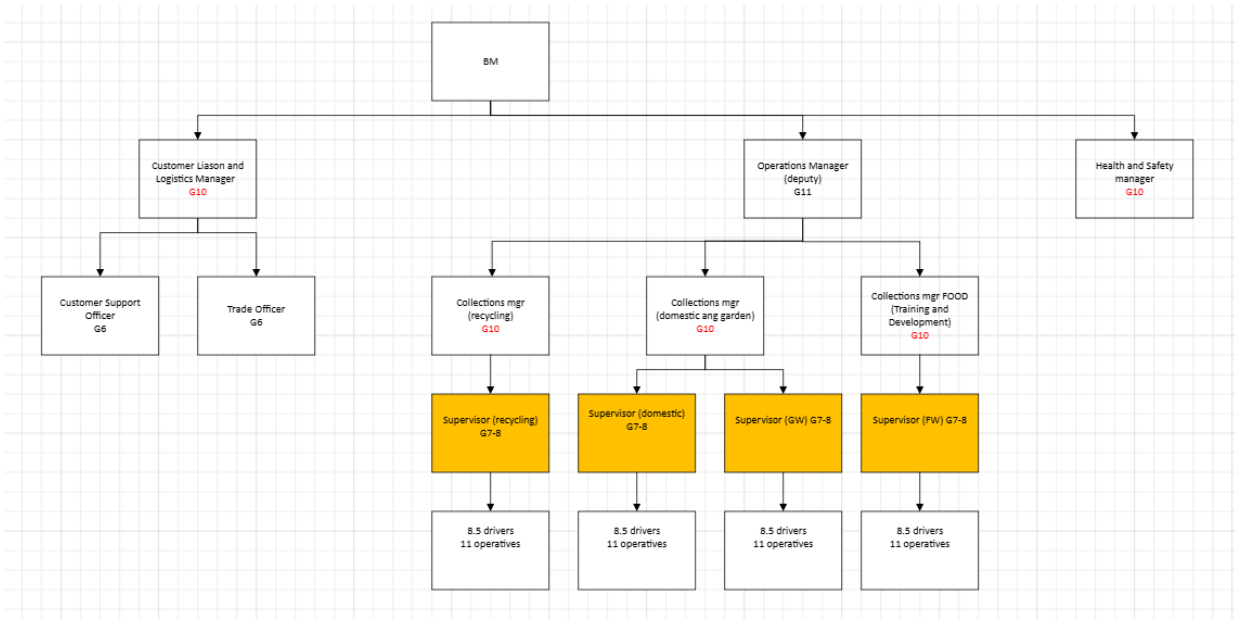 BM
Customer Liason and
Logistics Manager
G10
Operations Manager
(deputy)
G11
Health and Safety
manager
G10
Customer Support
Officer
G6
Trade Officer
G6
Collections mgr
(recycling)
G10
Collections mgr
(domestic ang garden)
G10
Collections mgr FOOD
(Training and
Development)
G10
Supervisor (recycling)
G7-8
Supervisor (domestic)
G7-8
Supervisor (GW) G7-8
Supervisor (FW) G7-8
8.5 drivers
11 operatives
8.5 drivers
11 operatives
8.5 drivers
11 operatives
8.5 drivers
11 operatives